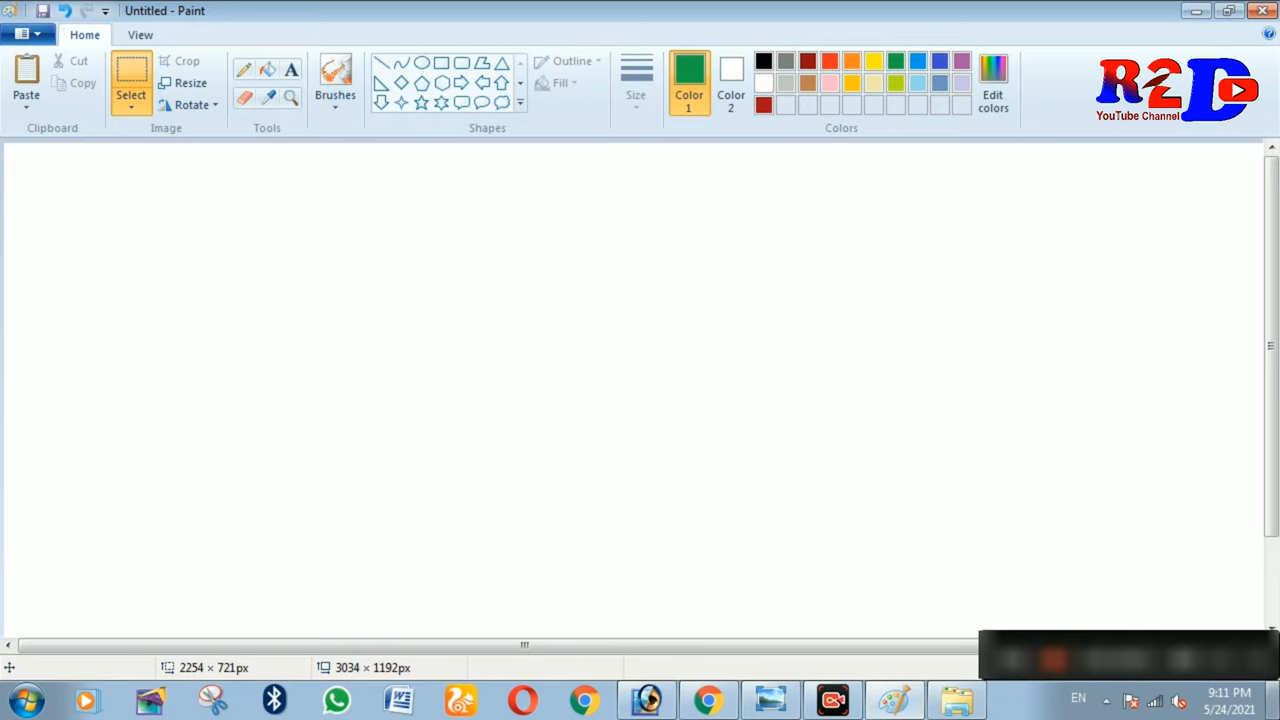 Untitled - Paint
Home
View
Paste
Cut
Copy
Clipboard
Select
Crop
Resize
Rotate
Image
A
Tools
Brushes
Outline
Fill
Shapes
Size
Color 1
Color 2
Edit colors
Colors
R2D
YouTube Channel
2254 × 721px
3034 × 1192px
EN
9:11 PM
5/24/2021